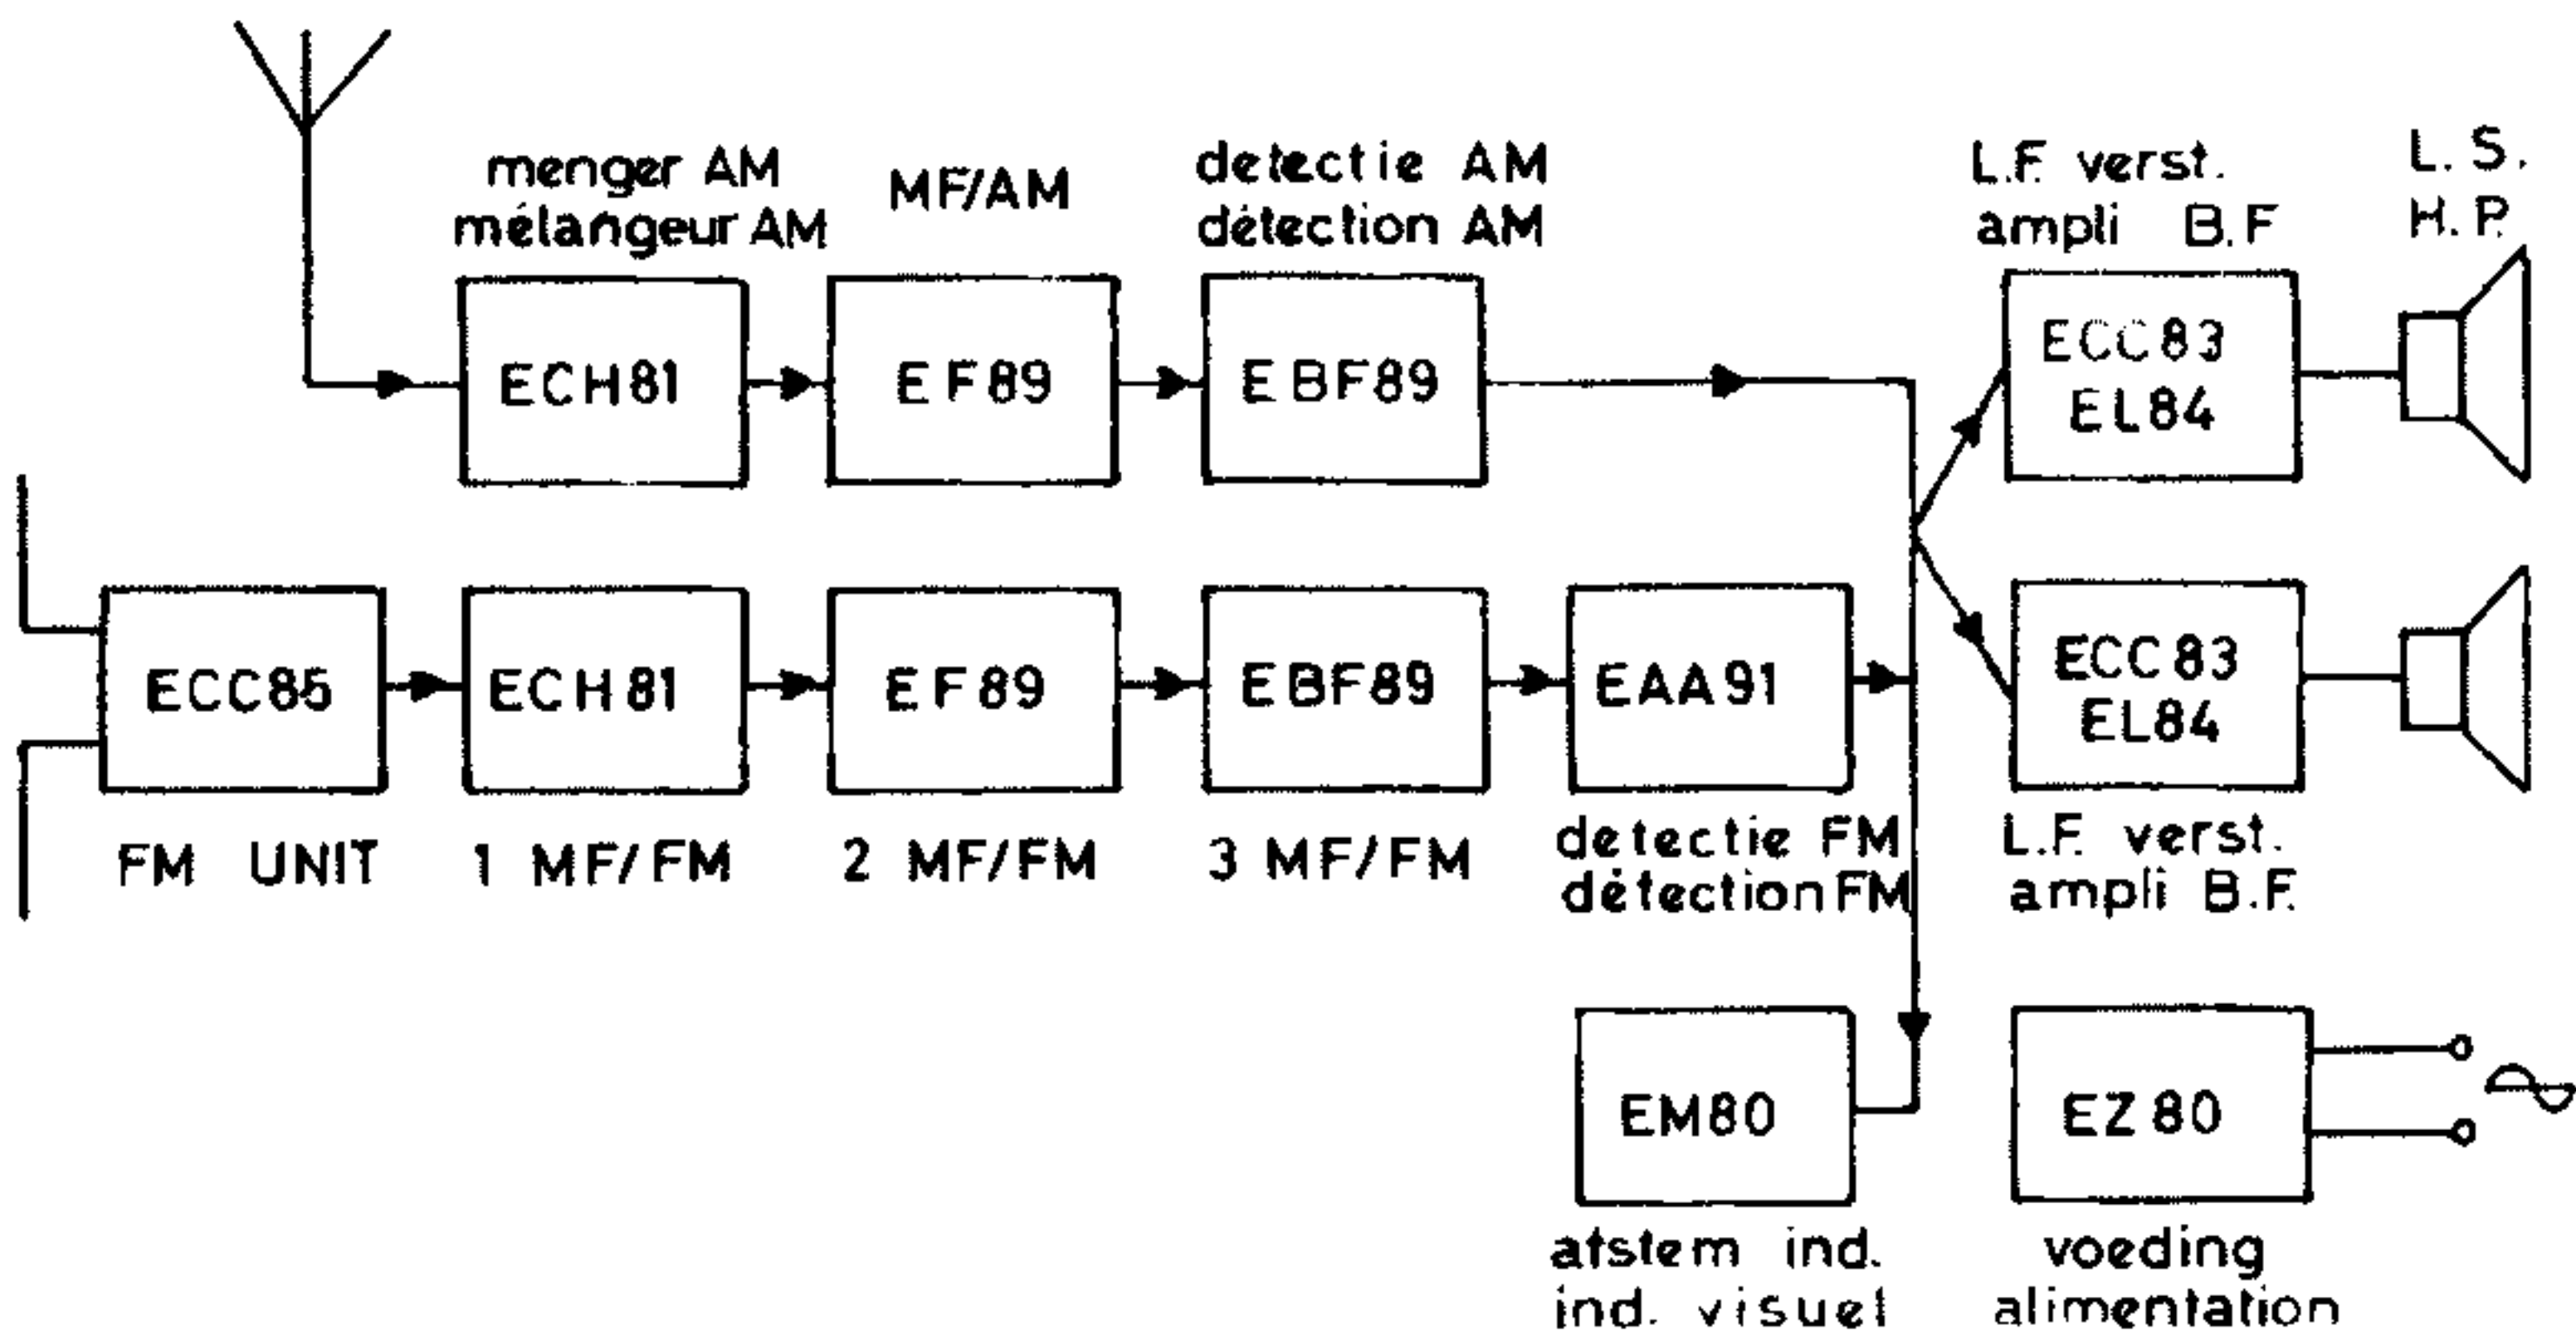 menger AM
mélangeur AM
MF/AM
detectie AM
détection AM
L.F. verst.
ampli B.F
L.S.
H.P.
ECH81
EF89
EBF89
ECC83
EL84
ECC85
ECH81
EF89
EBF89
EAA91
ECC83
EL84
FM UNIT
1 MF/FM
2 MF/FM
3 MF/FM
detectie FM
détection FM
L.F. verst.
ampli B.F.
EM80
EZ80
afstem ind.
ind. visuel
voeding
alimentation